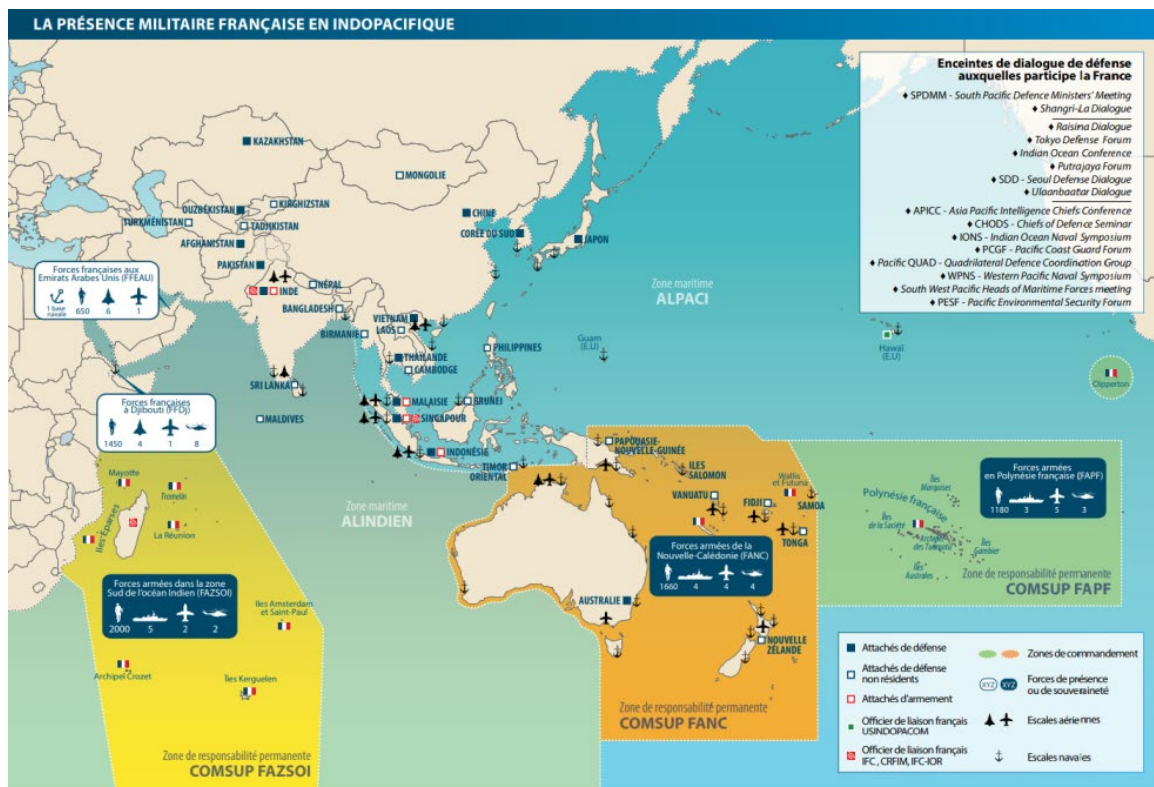 LA PRÉSENCE MILITAIRE FRANÇAISE EN INDOPACIFIQUE
Enceintes de dialogue de défense
auxquelles participe la France
♦ SPDMM - South Pacific Defence Ministers' Meeting
♦ Shangri-La Dialogue
♦ Raisina Dialogue
♦ Tokyo Defense Forum
♦ Indian Ocean Conference
♦ Putrajaya Forum
♦ SDD - Seoul Defense Dialogue
♦ Ulaanbaatar Dialogue
♦ APICC - Asia Pacific Intelligence Chiefs Conference
♦ CHODS - Chiefs of Defence Seminar
♦ IONS - Indian Ocean Naval Symposium
♦ PCGF - Pacific Coast Guard Forum
♦ Pacific QUAD - Quadrilateral Defence Coordination Group
♦ WPNS - Western Pacific Naval Symposium
♦ South West Pacific Heads of Maritime Forces meeting
♦ PESF - Pacific Environmental Security Forum
KAZAKHSTAN
MONGOLIE
OUZBÉKISTAN
KIRGHIZSTAN
TURKMÉNISTAN
TADJIKISTAN
CHINE
CORÉE DU SUD
JAPON
AFGHANISTAN
PAKISTAN
Forces françaises aux
Emirats Arabes Unis (FFEAU)
1 base
navale
650
6
1
NÉPAL
INDE
BANGLADESH
BIRMANIE
VIETNAM
LAOS
THAÏLANDE
CAMBODGE
PHILIPPINES
Zone maritime
ALPACI
Guam
(E.U)
Hawaï
(E.U)
Clipperton
SRI LANKA
MALDIVES
MALAISIE
BRUNEI
SINGAPOUR
INDONÉSIE
TIMOR
ORIENTAL
Forces françaises
à Djibouti (FFDj)
1450
4
1
8
PAPOUASIE-
NOUVELLE-GUINÉE
ILES
SALOMON
Wallis
et Futuna
VANUATU
FIDJI
SAMOA
TONGA
Îles
Marquises
Polynésie française
Îles
de la Société
Archipel
des Tuamotu
Îles
Gambier
Îles
Australes
Forces armées
en Polynésie française (FAPF)
1180
3
5
3
Zone de responsabilité permanente
COMSUP FAPF
Mayotte
Tromelin
Iles Éparses
La Réunion
Zone maritime
ALINDIEN
Forces armées dans la zone
Sud de l'océan Indien (FAZSOI)
2000
5
2
2
Iles Amsterdam
et Saint-Paul
Archipel Crozet
Îles Kerguelen
Zone de responsabilité permanente
COMSUP FAZSOI
Forces armées de la
Nouvelle-Calédonie (FANC)
1660
4
4
4
AUSTRALIE
NOUVELLE
ZÉLANDE
Zone de responsabilité permanente
COMSUP FANC
Attachés de défense
Attachés de défense
non résidents
Attachés d'armement
Officier de liaison français
USINDOPACOM
Officier de liaison français
IFC, CRFIM, IFC-IOR
Zones de commandement
XYZ
XYZ
Forces de présence
ou de souveraineté
Escales aériennes
Escales navales